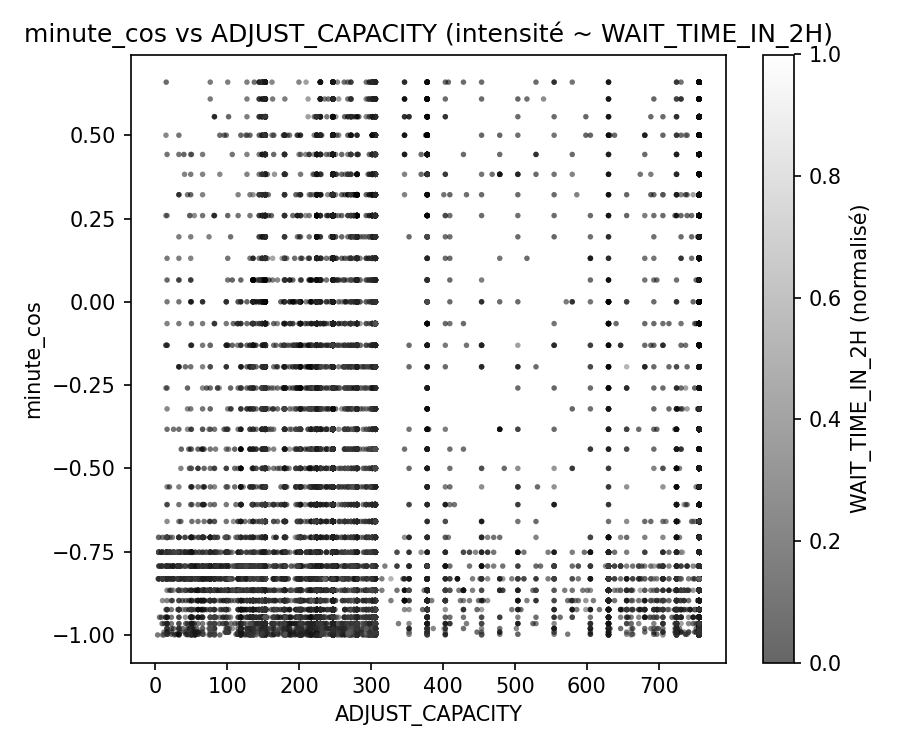 minute_cos vs ADJUST_CAPACITY (intensité ~ WAIT_TIME_IN_2H)
1.0
0.8
0.6
0.4
0.2
0.0
WAIT_TIME_IN_2H (normalisé)
0.50
0.25
0.00
−0.25
−0.50
−0.75
−1.00
minute_cos
0 100 200 300 400 500 600 700
ADJUST_CAPACITY